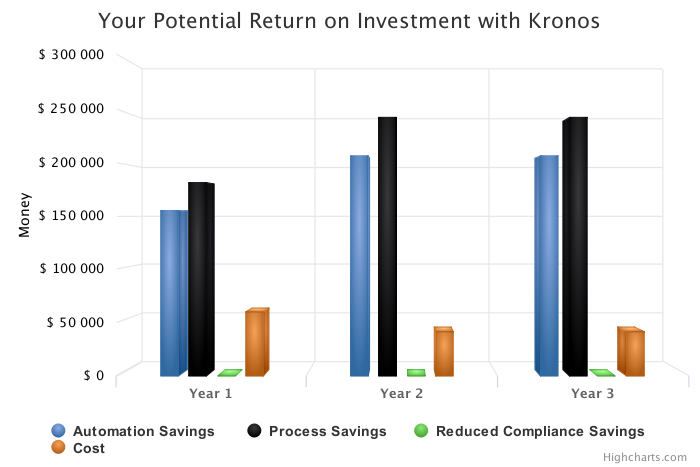 Your Potential Return on Investment with Kronos
$ 300 000
$ 250 000
$ 200 000
$ 150 000
$ 100 000
$ 50 000
$ 0
Money
Year 1
Year 2
Year 3
Automation Savings
Process Savings
Reduced Compliance Savings
Cost
Highcharts.com